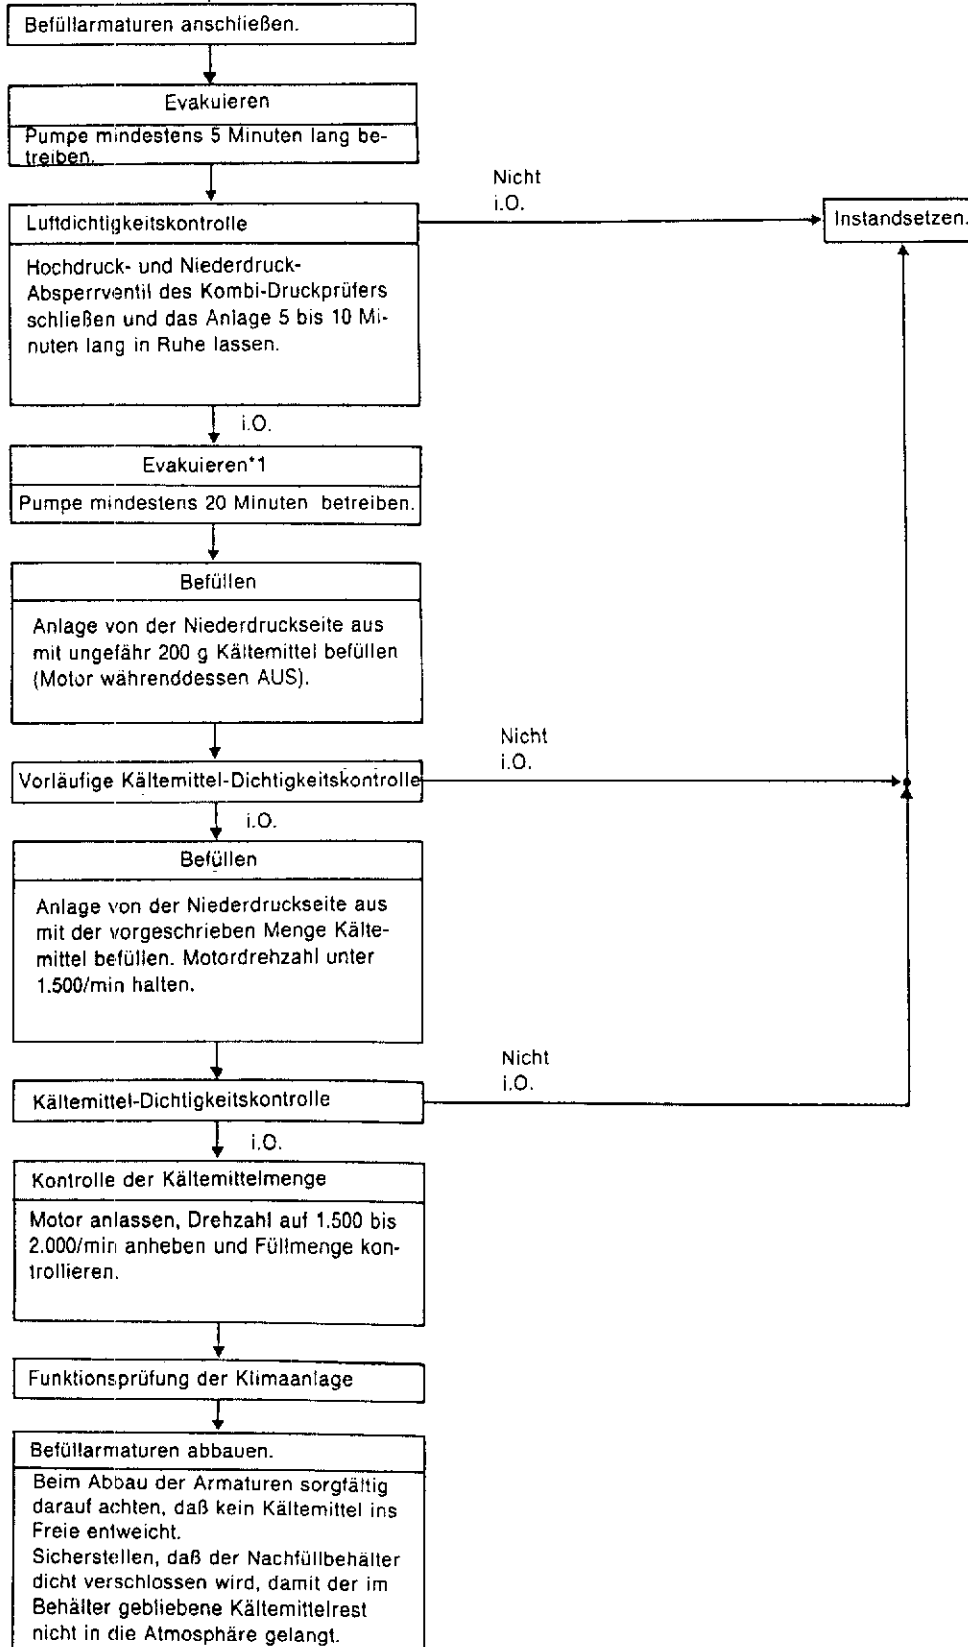 Befüllarmaturen anschließen.
Evakuieren
Pumpe mindestens 5 Minuten lang be-
treiben.
Nicht
i.O.
Luftdichtigkeitskontrolle
Instandsetzen.
Hochdruck- und Niederdruck-
Absperrventil des Kombi-Druckprüfers
schließen und das Anlage 5 bis 10 Mi-
nuten lang in Ruhe lassen.
i.O.
Evakuieren*1
Pumpe mindestens 20 Minuten betreiben.
Befüllen
Anlage von der Niederdruckseite aus
mit ungefähr 200 g Kältemittel befüllen
(Motor währenddessen AUS).
Nicht
i.O.
Vorläufige Kältemittel-Dichtigkeitskontrolle
i.O.
Befüllen
Anlage von der Niederdruckseite aus
mit der vorgeschrieben Menge Kälte-
mittel befüllen. Motordrehzahl unter
1.500/min halten.
Nicht
i.O.
Kältemittel-Dichtigkeitskontrolle
i.O.
Kontrolle der Kältemittelmenge
Motor anlassen, Drehzahl auf 1.500 bis
2.000/min anheben und Füllmenge kon-
trollieren.
Funktionsprüfung der Klimaanlage
Befüllarmaturen abbauen.
Beim Abbau der Armaturen sorgfältig
darauf achten, daß kein Kältemittel ins
Freie entweicht.
Sicherstellen, daß der Nachfüllbehälter
dicht verschlossen wird, damit der im
Behälter gebliebene Kältemittelrest
nicht in die Atmosphäre gelangt.